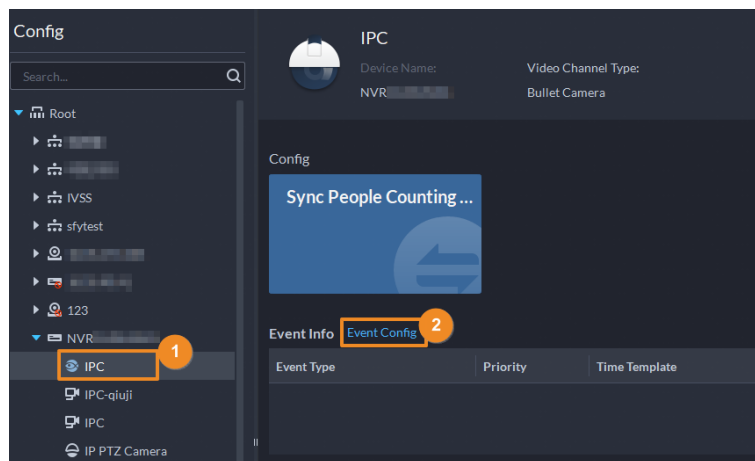 Config
Search...
Root
IVSS
sfytest
123
NVR
1
IPC
IPC-qiuji
IPC
IP PTZ Camera
IPC
Device Name:
Video Channel Type:
NVR
Bullet Camera
Config
Sync People Counting ...
Event Info Event Config 2
Event Type Priority Time Template